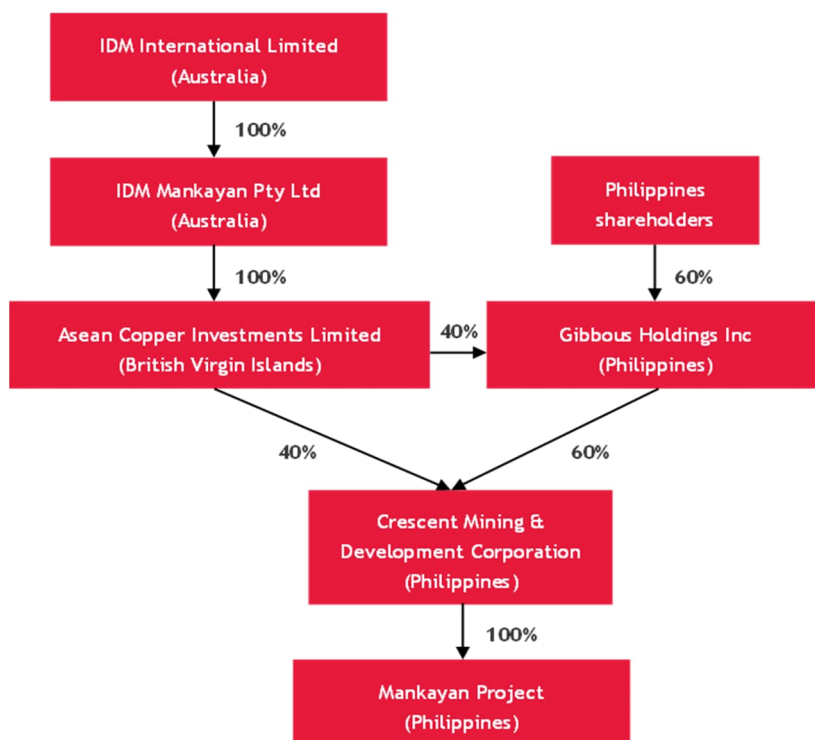 IDM International Limited
(Australia)
100%
IDM Mankayan Pty Ltd
(Australia)
Philippines
shareholders
100%
60%
Asean Copper Investments Limited
(British Virgin Islands)
40%
Gibbous Holdings Inc
(Philippines)
40%
60%
Crescent Mining &
Development Corporation
(Philippines)
100%
Mankayan Project
(Philippines)